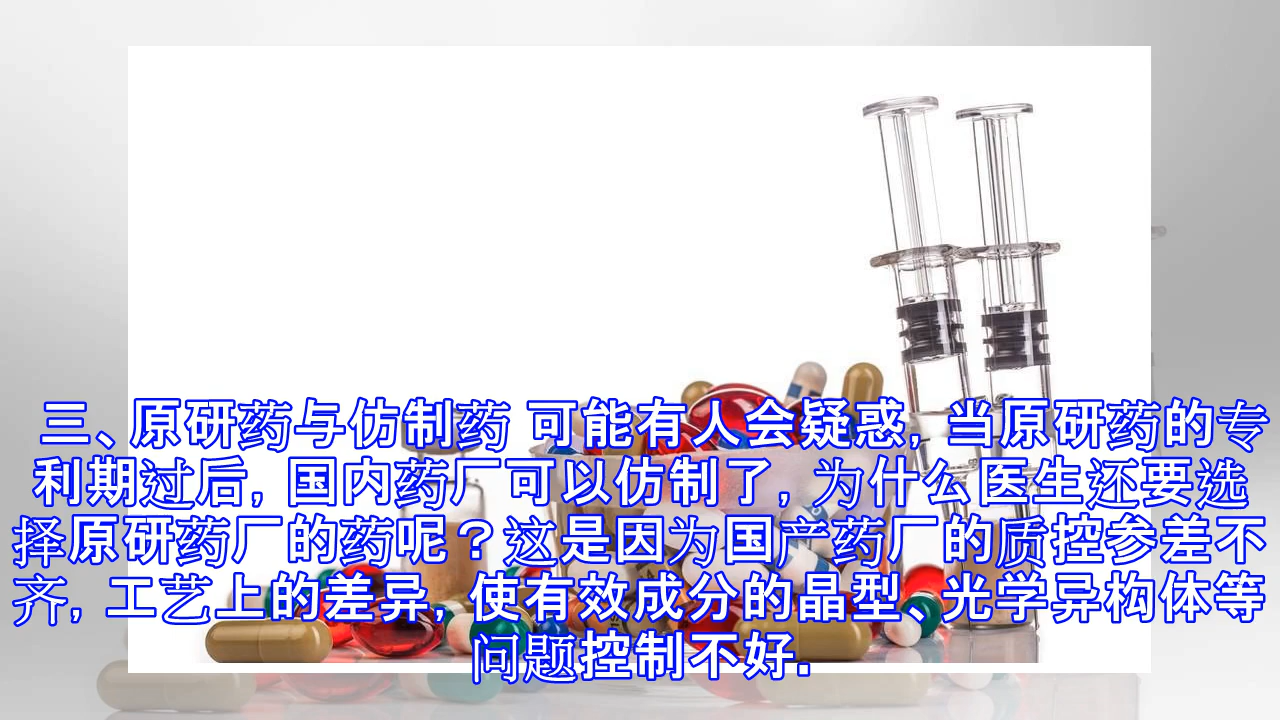 三、原研药与仿制药 可能有人会疑惑, 当原研药的专
利期过后, 国内药厂可以仿制了, 为什么医生还要选
择原研药厂的药呢？这是因为国产药厂的质控参差不
齐, 工艺上的差异, 使有效成分的晶型、光学异构体等
问题控制不好.